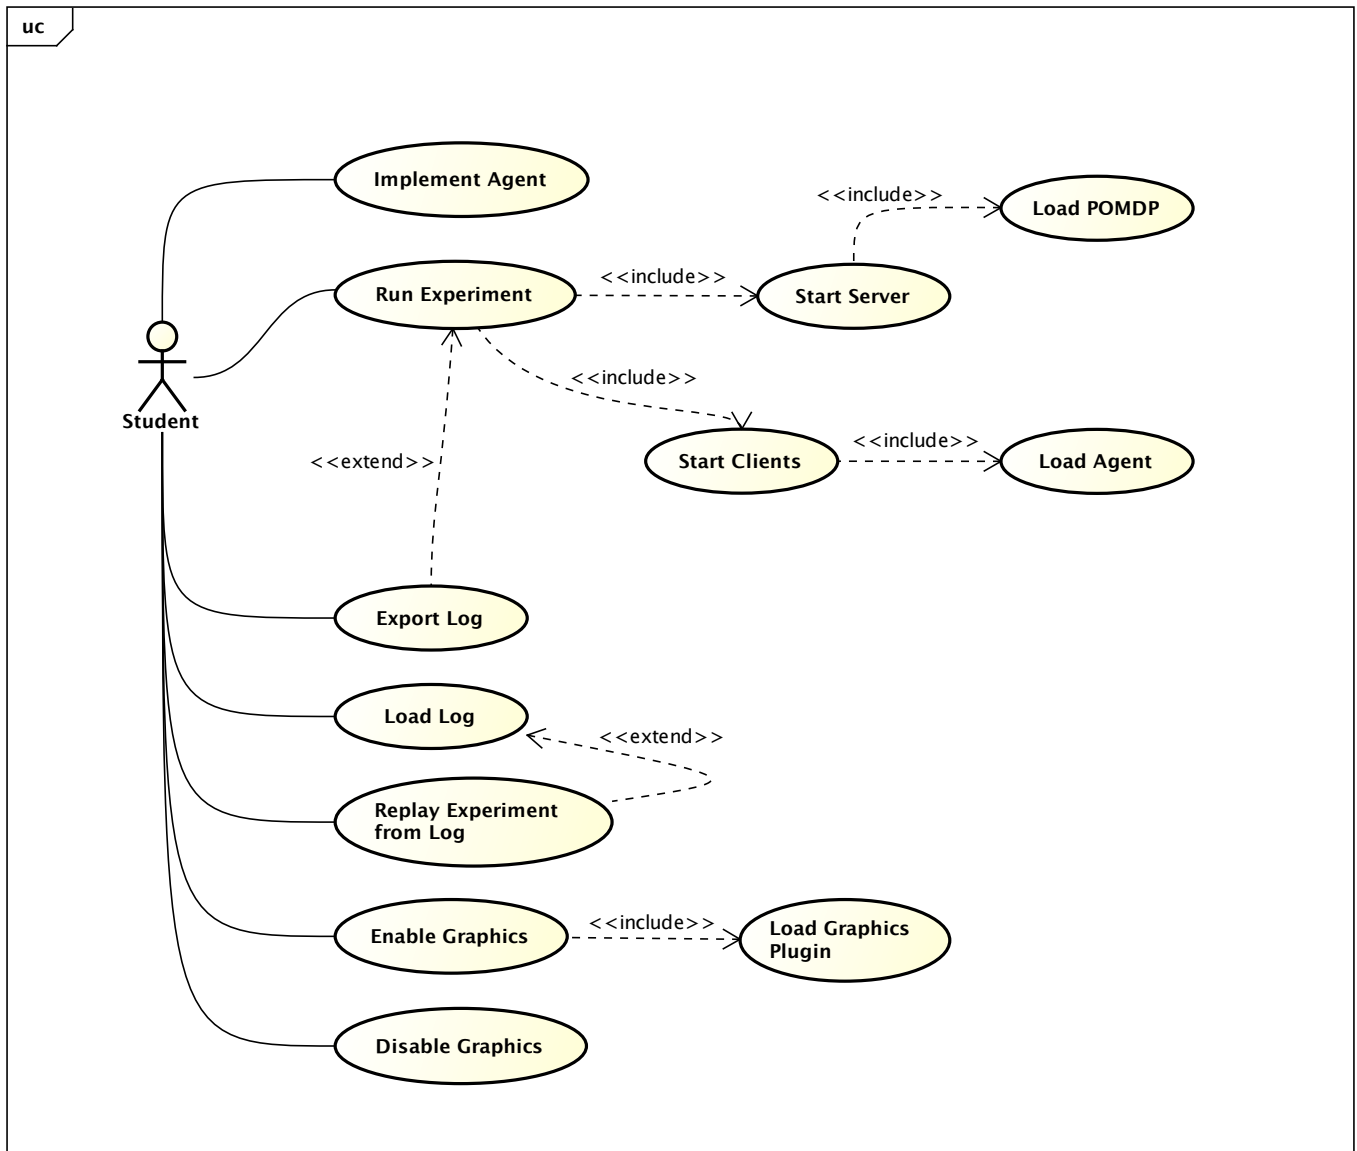 uc
Implement Agent
<<include>>
Load POMDP
Run Experiment
<<include>>
Start Server
<<include>>
Student
<<extend>>
Start Clients
<<include>>
Load Agent
Export Log
Load Log
<<extend>>
Replay Experiment
from Log
Enable Graphics
<<include>>
Load Graphics
Plugin
Disable Graphics